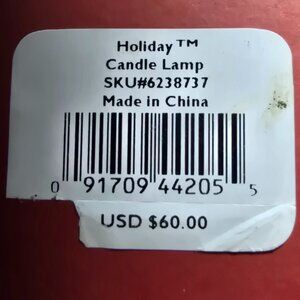 Holiday™
Candle Lamp
SKU#6238737
Made in China
0 91709 44205 5
USD $60.00